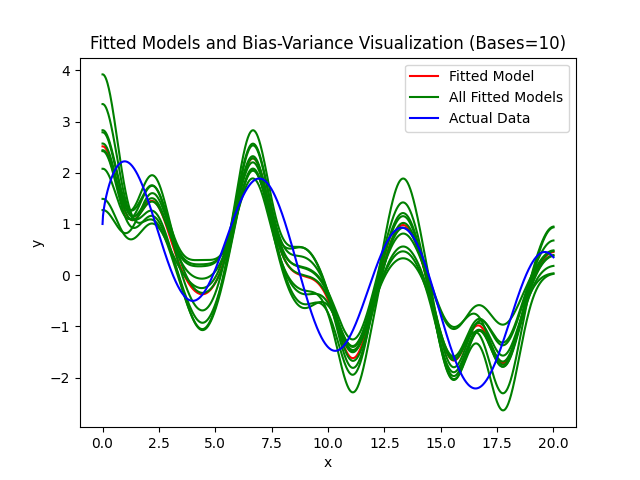 Fitted Models and Bias-Variance Visualization (Bases=10)
Fitted Model
All Fitted Models
Actual Data
y
4
3
2
1
0
−1
−2
0.0 2.5 5.0 7.5 10.0 12.5 15.0 17.5 20.0
x